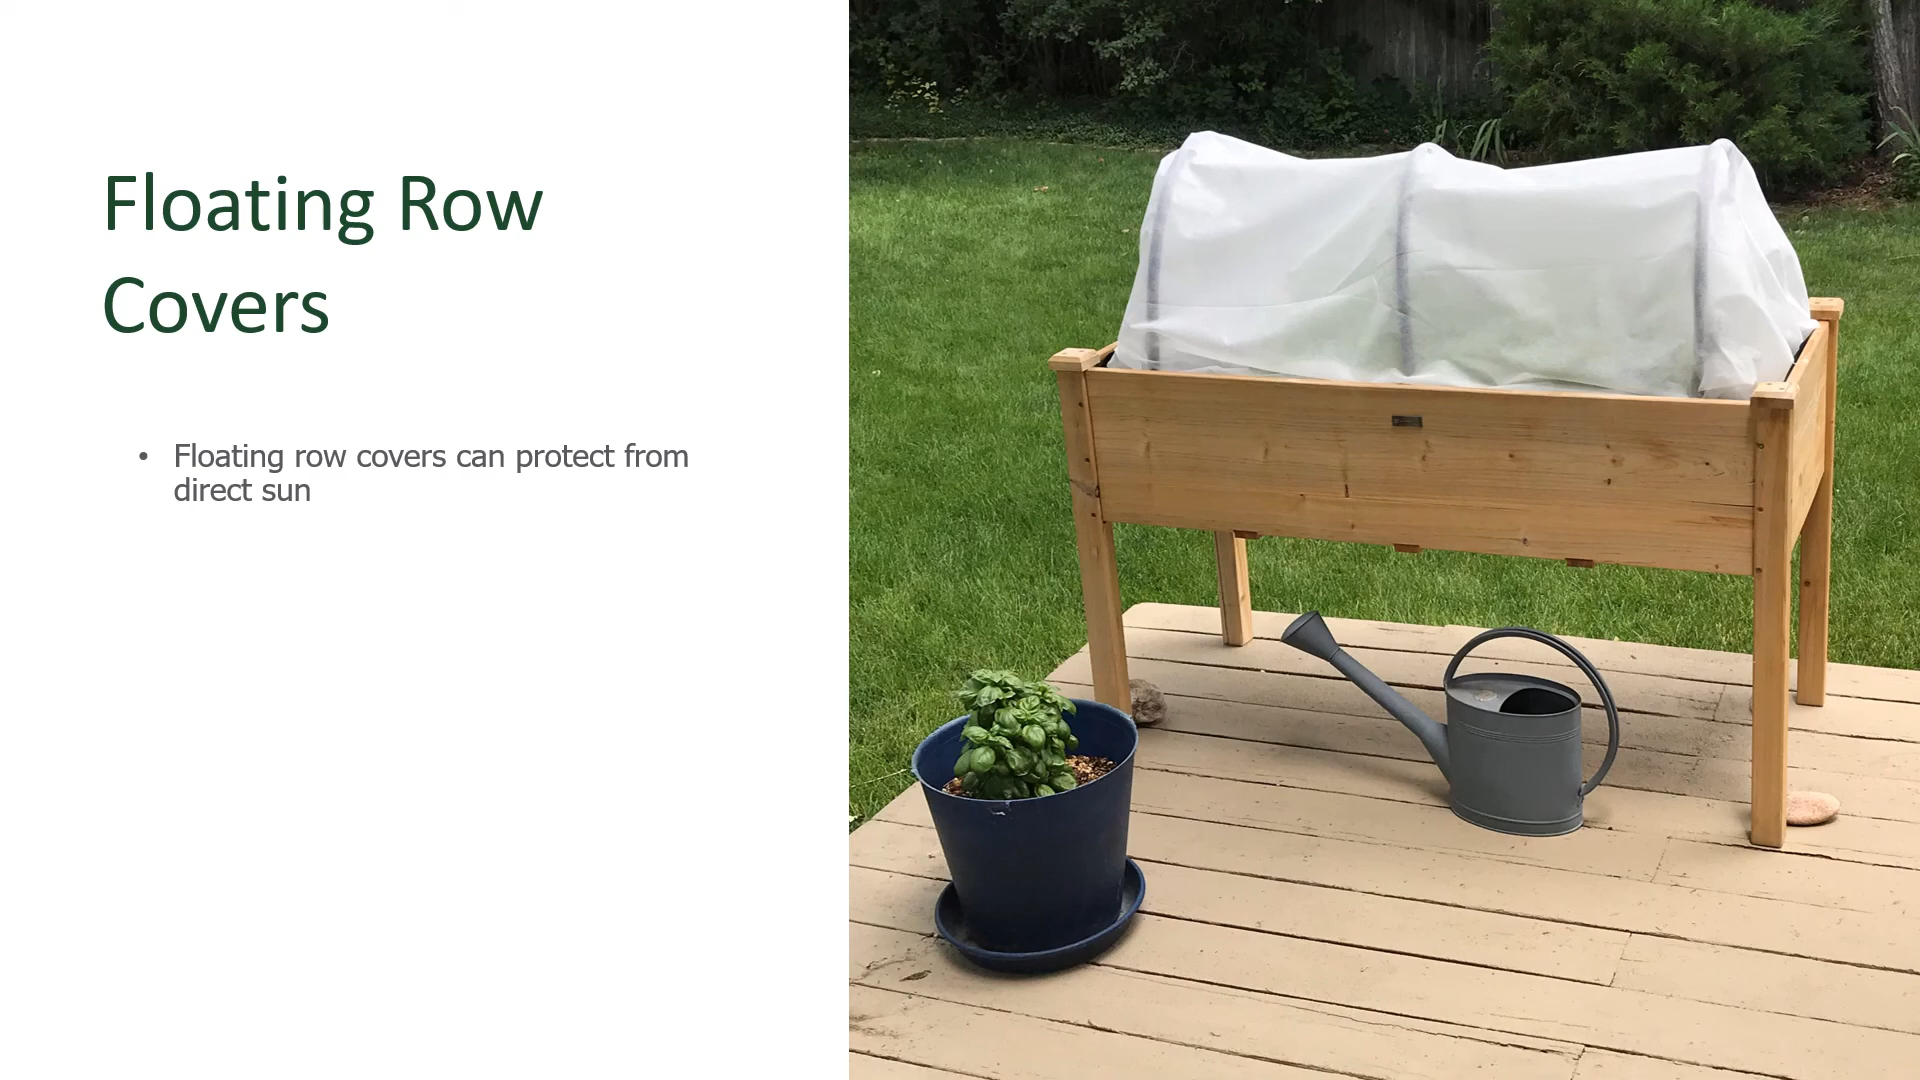 Floating Row
Covers
• Floating row covers can protect from
direct sun